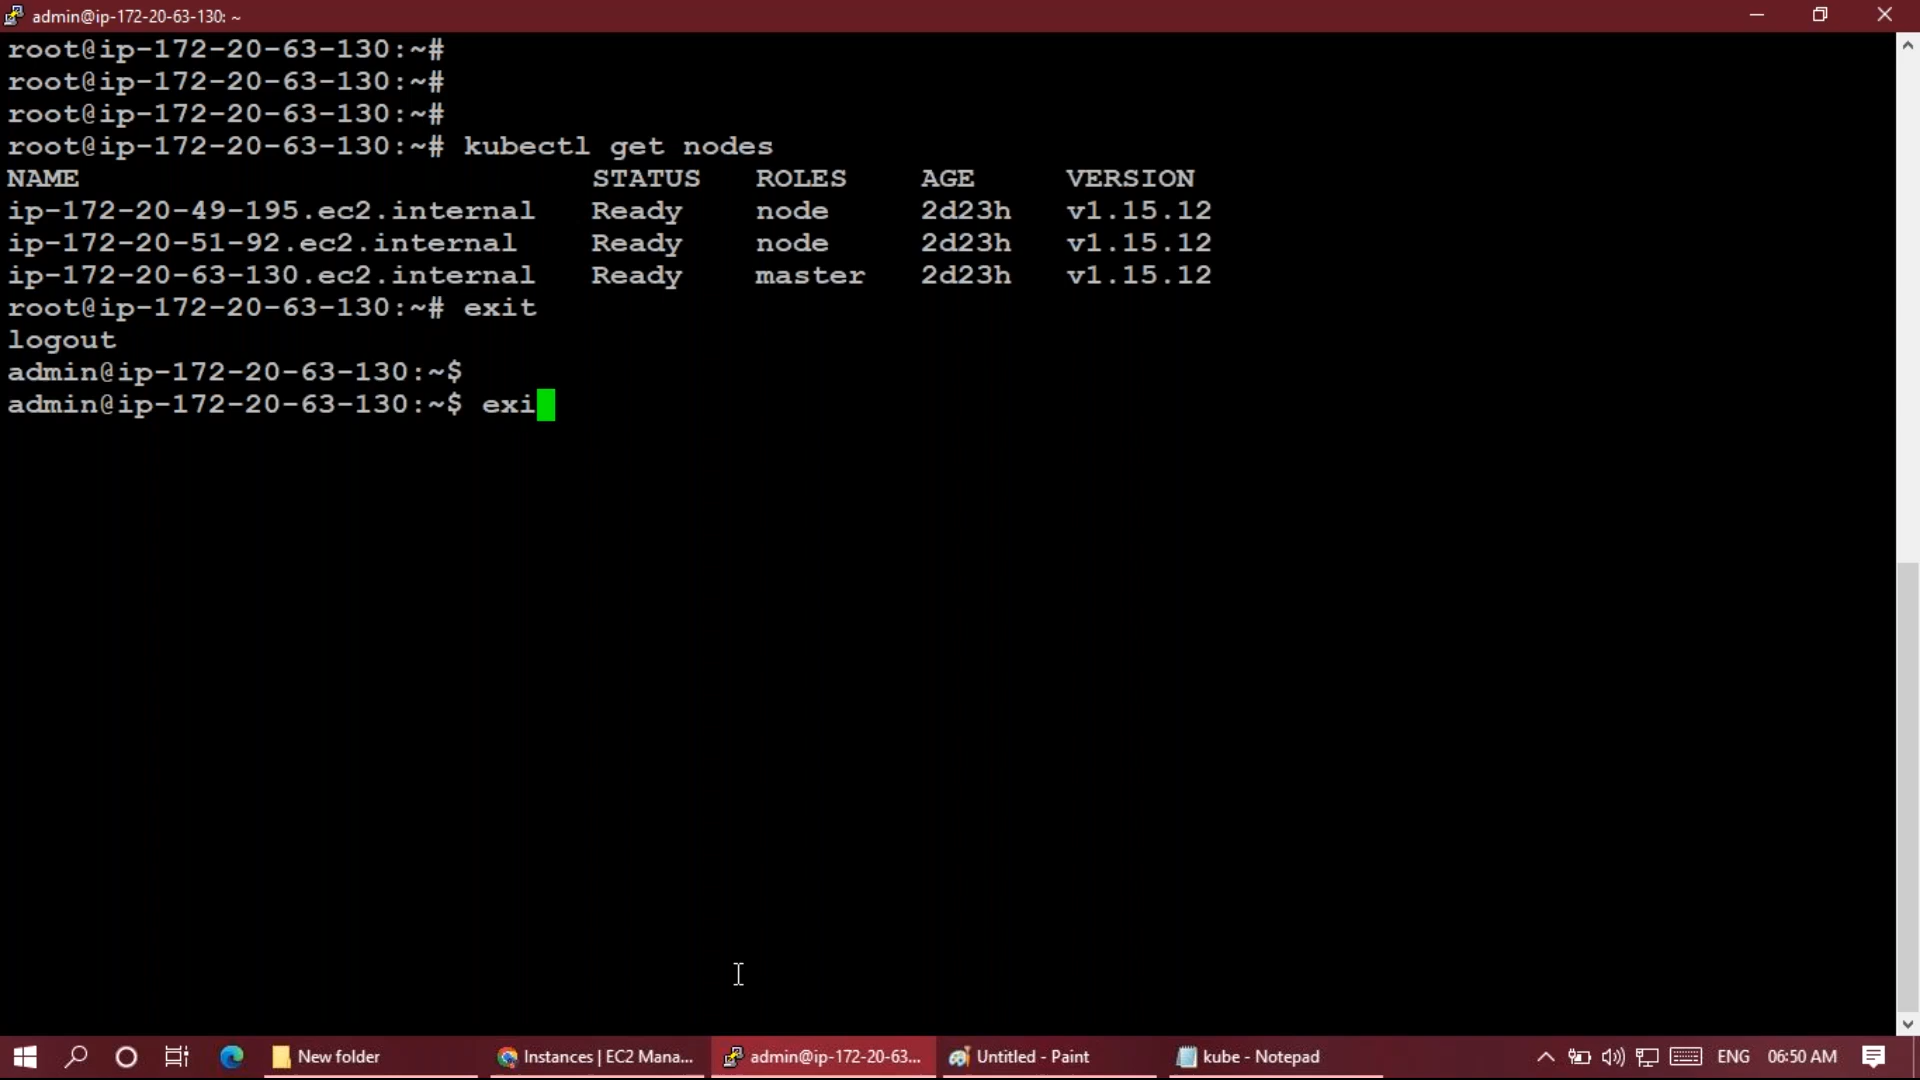 admin@ip-172-20-63-130: ~
root@ip-172-20-63-130:~#
root@ip-172-20-63-130:~#
root@ip-172-20-63-130:~#
root@ip-172-20-63-130:~# kubectl get nodes
NAME STATUS ROLES AGE VERSION
ip-172-20-49-195.ec2.internal Ready node 2d23h v1.15.12
ip-172-20-51-92.ec2.internal Ready node 2d23h v1.15.12
ip-172-20-63-130.ec2.internal Ready master 2d23h v1.15.12
root@ip-172-20-63-130:~# exit
logout
admin@ip-172-20-63-130:~$
admin@ip-172-20-63-130:~$ exi
New folder Instances | EC2 Mana... admin@ip-172-20-63... Untitled - Paint kube - Notepad ENG 06:50 AM